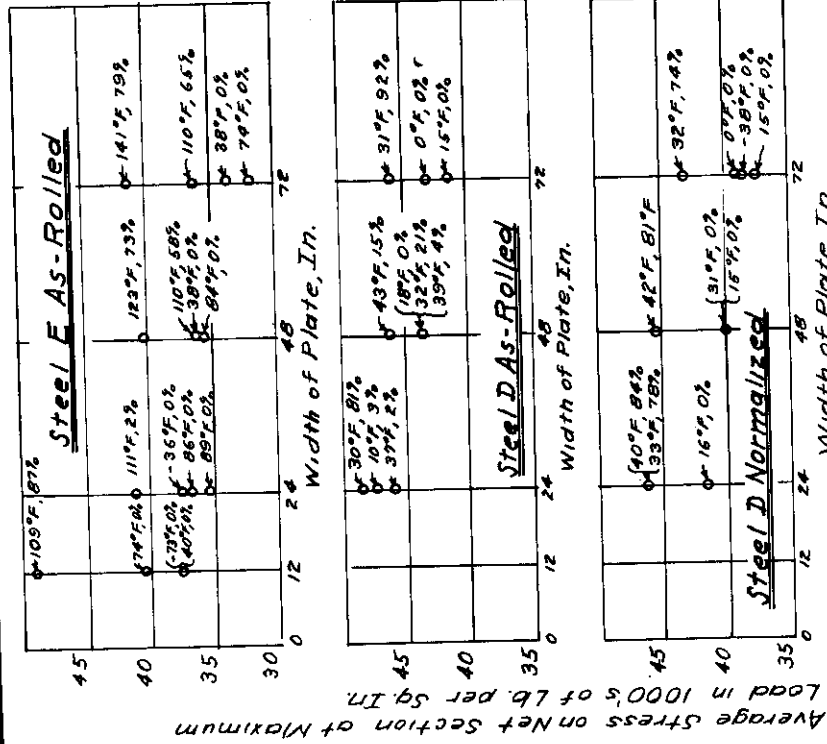 Steel E As-Rolled
109°F, 87%
74°F, 0%
-73°F, 0%
40°F, 0%
111°F, 2%
-36°F, 0%
86°F, 0%
89°F, 0%
123°F, 73%
110°F, 58%
38°F, 0%
84°F, 0%
141°F, 79%
110°F, 65%
38°F, 0%
74°F, 0%
45
40
35
30
0 12 24 48 72
Width of Plate, In.
Steel D As-Rolled
30°F, 81%
10°F, 3%
37°F, 2%
43°F, 15%
18°F, 0%
32°F, 21%
39°F, 4%
31°F, 92%
0°F, 0%
15°F, 0%
45
40
35
0 12 24 48 72
Width of Plate, In.
Steel D Normalized
40°F, 84%
33°F, 78%
16°F, 0%
42°F, 81°F
31°F, 0%
15°F, 0%
32°F, 74%
0°F, 0%
-38°F, 0%
15°F, 0%
45
40
35
0 12 24 48 72
Width of Plate, In.
Average Stress on Net Section at Maximum
Load in 1000's of Lb. per Sq. In.